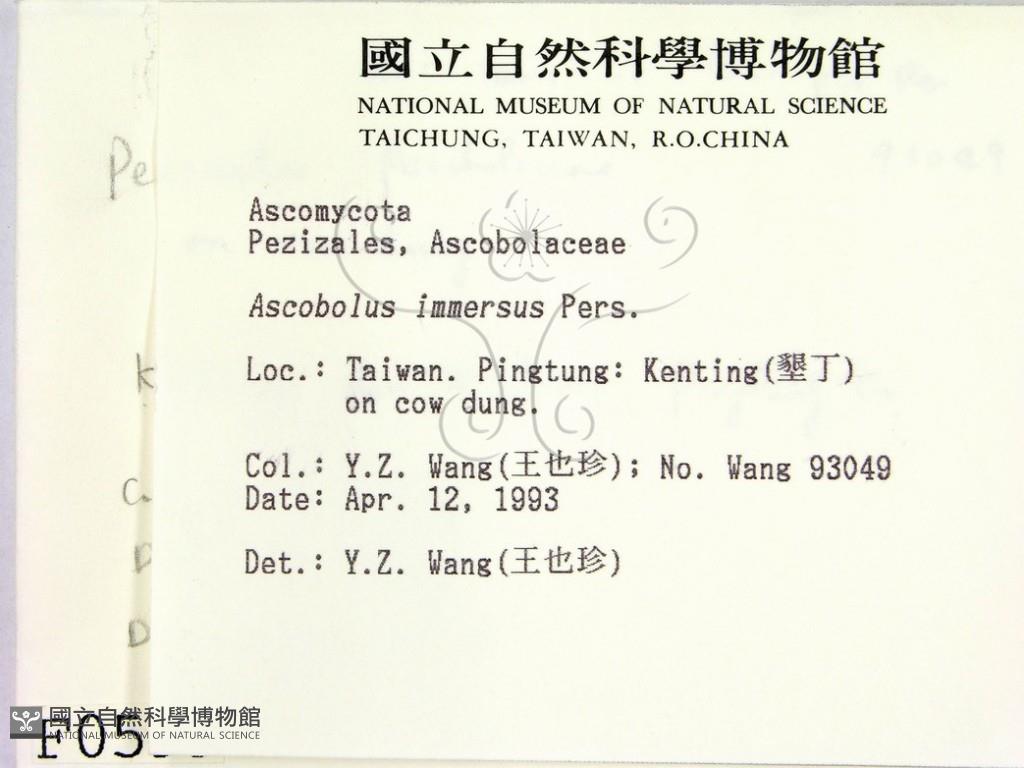 國立自然科學博物館
NATIONAL MUSEUM OF NATURAL SCIENCE
TAICHUNG, TAIWAN, R.O.CHINA
Pe
Ascomycota
Pezizales, Ascobolaceae
Ascobolus immersus Pers.
Loc.: Taiwan. Pingtung: Kenting(墾丁)
on cow dung.
K
Col.: Y.Z. Wang(王也珍); No. Wang 93049
Date: Apr. 12, 1993
Det.: Y.Z. Wang(王也珍)
D
D
國立自然科學博物館
NATIONAL MUSEUM OF NATURAL SCIENCE